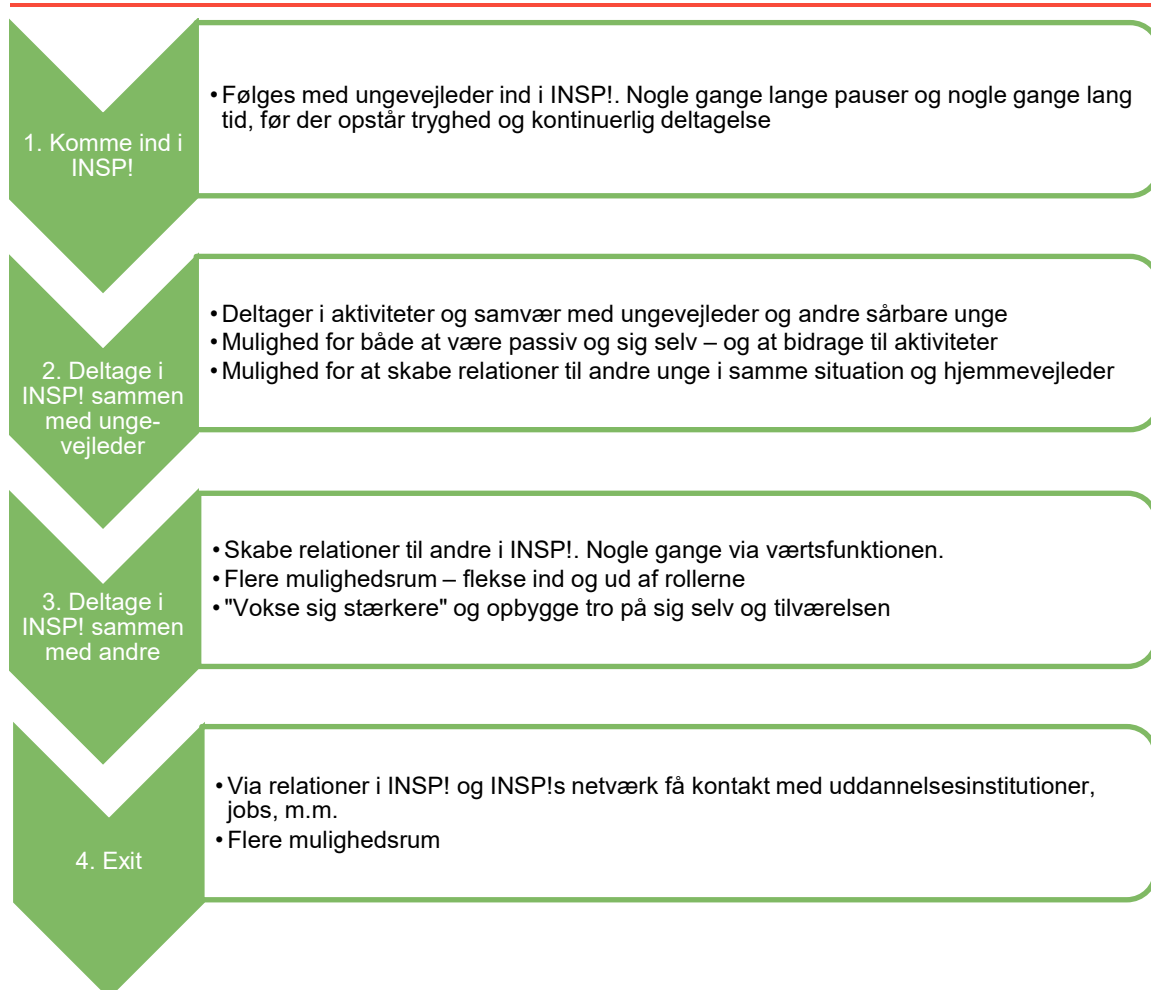 1. Komme ind i
INSP!
• Følges med ungevejleder ind i INSP!. Nogle gange lange pauser og nogle gange lang
tid, før der opstår tryghed og kontinuerlig deltagelse
2. Deltage i
INSP! sammen
med unge-
vejleder
• Deltager i aktiviteter og samvær med ungevejleder og andre sårbare unge
• Mulighed for både at være passiv og sig selv – og at bidrage til aktiviteter
• Mulighed for at skabe relationer til andre unge i samme situation og hjemmevejleder
3. Deltage i
INSP! sammen
med andre
• Skabe relationer til andre i INSP!. Nogle gange via værtsfunktionen.
• Flere mulighedsrum – flekse ind og ud af rollerne
• "Vokse sig stærkere" og opbygge tro på sig selv og tilværelsen
4. Exit
• Via relationer i INSP! og INSP!s netværk få kontakt med uddannelsesinstitutioner,
jobs, m.m.
• Flere mulighedsrum